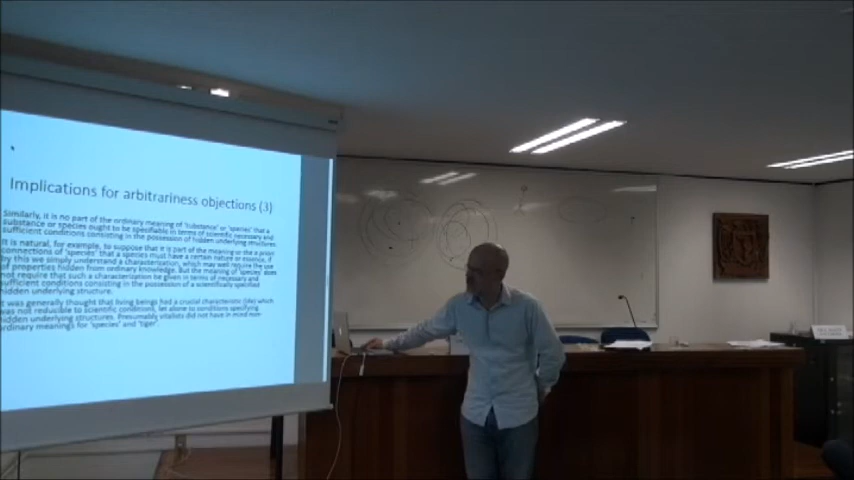 Implications for arbitrariness objections (3)
Similarly, it is no part of the ordinary meaning of 'substance' or 'species' that a
substance or species ought to be specifiable in terms of scientific necessary and
sufficient conditions consisting in the possession of hidden underlying structures.
It is natural, for example, to suppose that it is part of the meaning or the a priori
connections of 'species' that a species must have a certain nature or essence, if
by this we simply understand a characterization, which may well require the use
of properties hidden from ordinary knowledge. But the meaning of 'species' does
not require that such a characterization be given in terms of necessary and
sufficient conditions consisting in the possession of a scientifically specified
hidden underlying structure.
t was generally thought that living beings had a crucial characteristic (life) which
was not reducible to scientific conditions, let alone to conditions specifying
hidden underlying structures. Presumably vitalists did not have in mind non-
ordinary meanings for 'species' and 'tiger'.